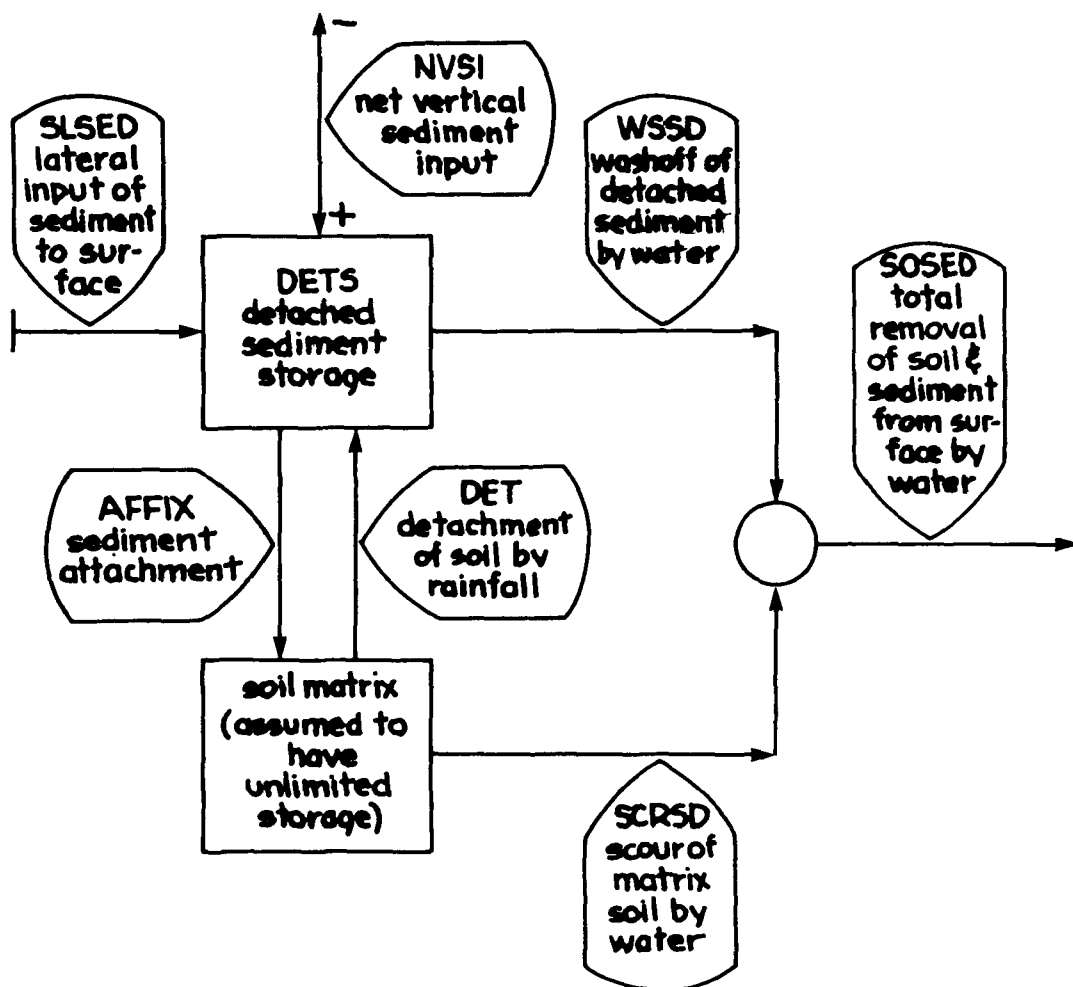 −
NVSI
net vertical
sediment
input
+
SLSED
lateral
input of
sediment
to sur-
face
WSSD
washoff of
detached
sediment
by water
DETS
detached
sediment
storage
SOSED
total
removal
of soil &
sediment
from sur-
face by
water
AFFIX
sediment
attachment
DET
detachment
of soil by
rainfall
soil matrix
(assumed to
have
unlimited
storage)
SCRSD
scour of
matrix
soil by
water